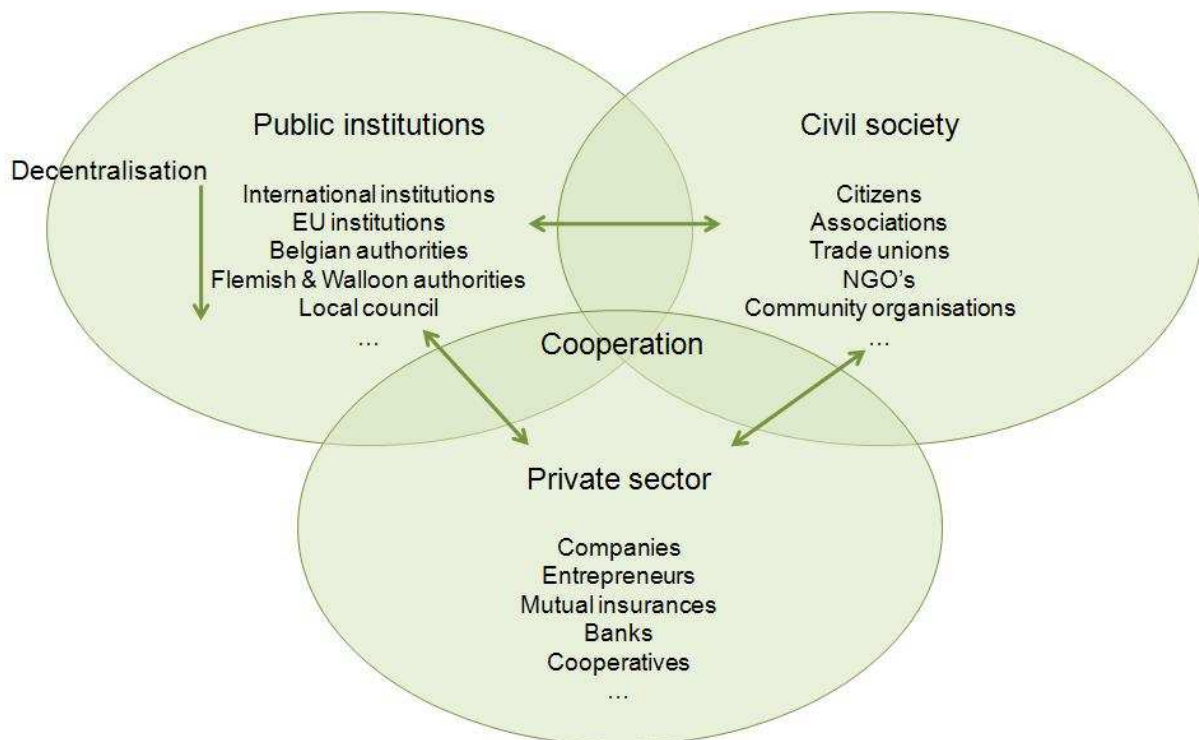 Public institutions
Decentralisation
International institutions
EU institutions
Belgian authorities
Flemish & Walloon authorities
Local council
...
Civil society
Citizens
Associations
Trade unions
NGO's
Community organisations
...
Cooperation
Private sector
Companies
Entrepreneurs
Mutual insurances
Banks
Cooperatives
...